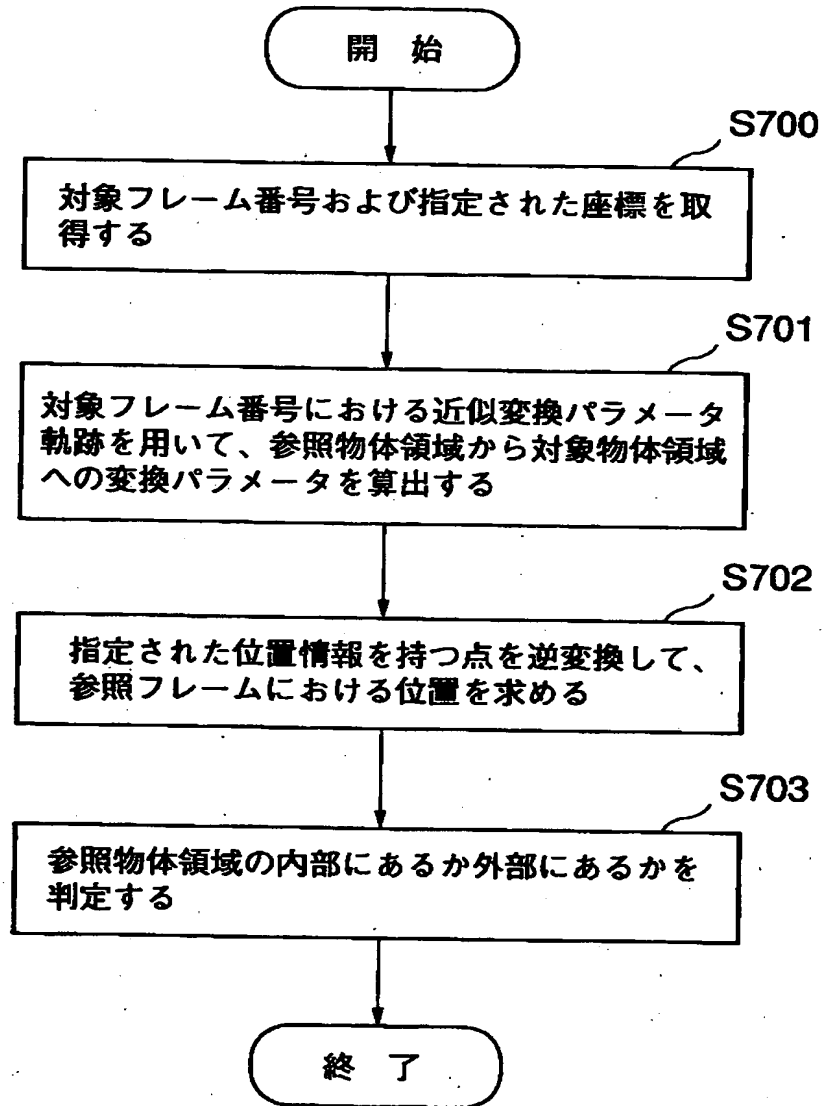 開 始
S700
対象フレーム番号および指定された座標を取
得する
S701
対象フレーム番号における近似変換パラメータ
軌跡を用いて、参照物体領域から対象物体領域
への変換パラメータを算出する
S702
指定された位置情報を持つ点を逆変換して、
参照フレームにおける位置を求める
S703
参照物体領域の内部にあるか外部にあるかを
判定する
終 了